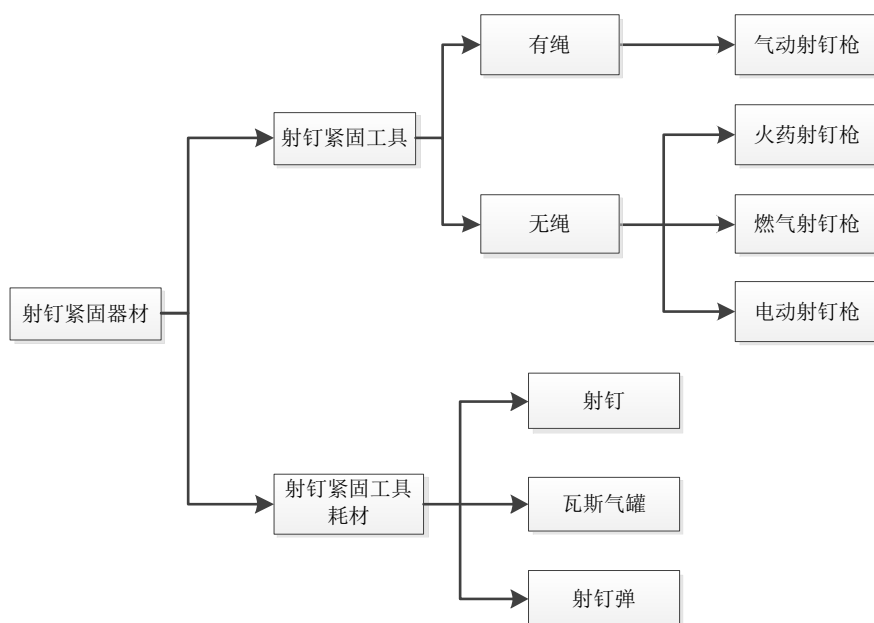 有绳
气动射钉枪
射钉紧固工具
火药射钉枪
无绳
燃气射钉枪
射钉紧固器材
电动射钉枪
射钉
射钉紧固工具
耗材
瓦斯气罐
射钉弹